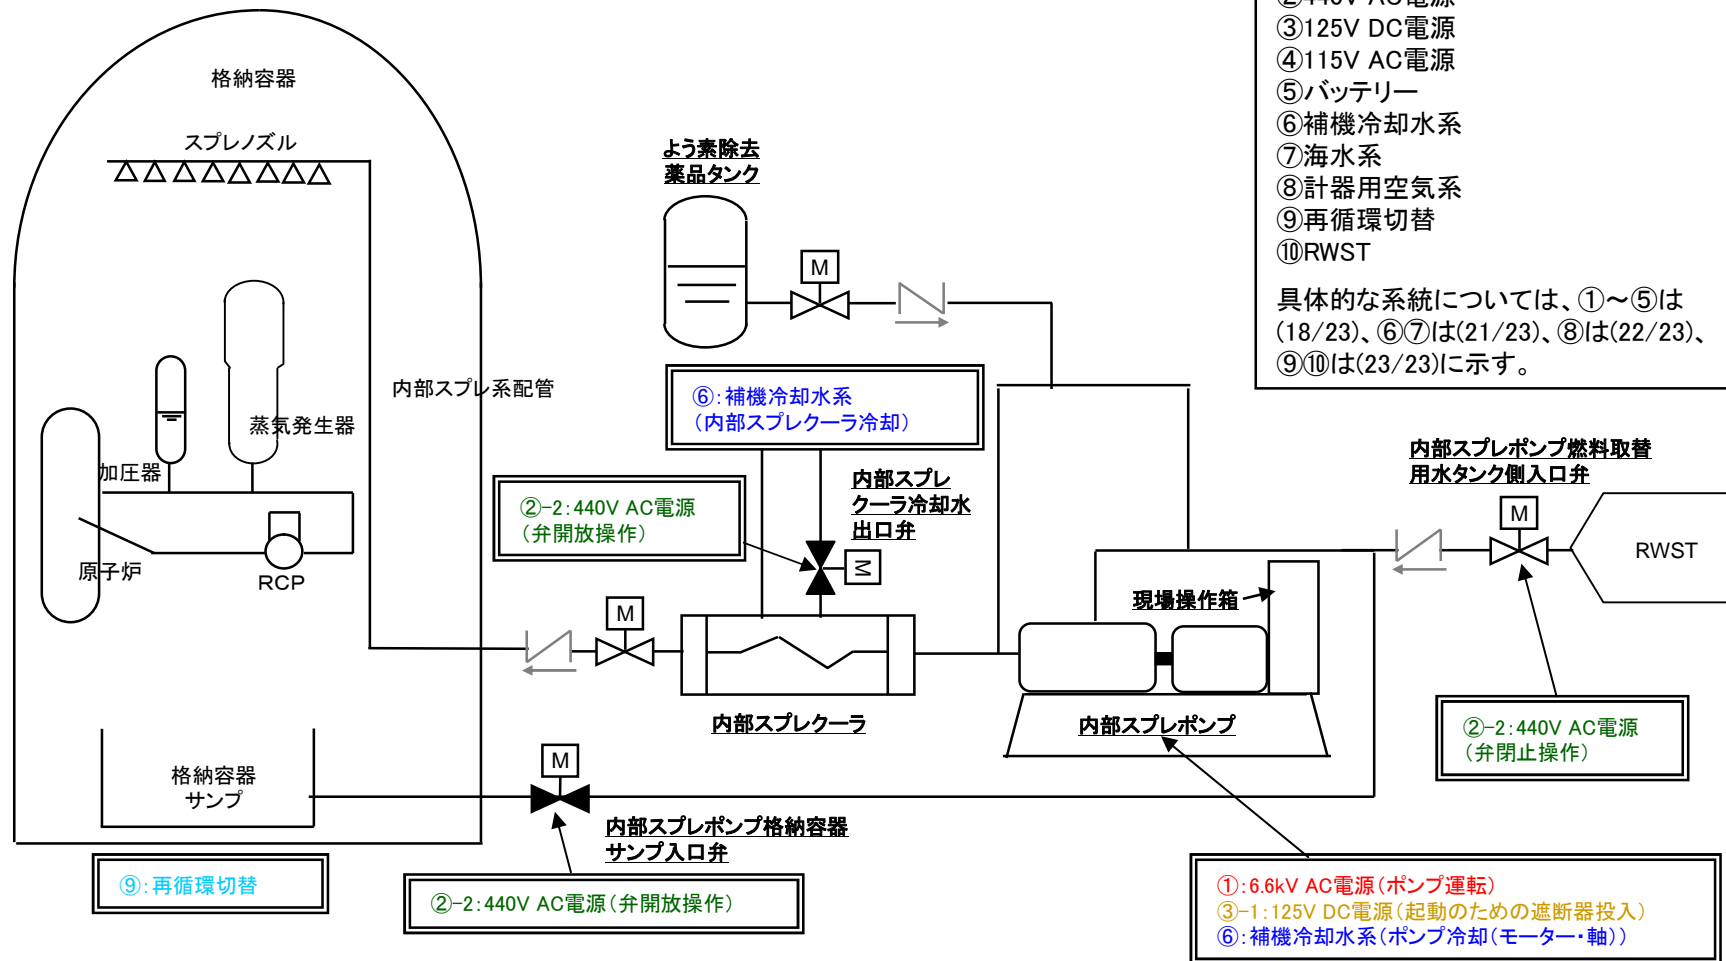 ②440V AC電源
③125V DC電源
④115V AC電源
⑤バッテリー
⑥補機冷却水系
⑦海水系
⑧計器用空気系
⑨再循環切替
⑩RWST
具体的な系統については、①～⑤は
(18/23)、⑥⑦は(21/23)、⑧は(22/23)、
⑨⑩は(23/23)に示す。
格納容器
スプレノズル
よう素除去
薬品タンク
M
内部スプレ系配管
⑥：補機冷却水系
（内部スプレクーラ冷却）
蒸気発生器
加圧器
原子炉
RCP
②-2：440V AC電源
（弁開放操作）
内部スプレ
クーラ冷却水
出口弁
M
内部スプレポンプ燃料取替
用水タンク側入口弁
M
RWST
現場操作箱
M
内部スプレクーラ
内部スプレポンプ
②-2：440V AC電源
（弁閉止操作）
格納容器
サンプ
M
内部スプレポンプ格納容器
サンプ入口弁
⑨：再循環切替
②-2：440V AC電源（弁開放操作）
①：6.6kV AC電源（ポンプ運転）
③-1：125V DC電源（起動のための遮断器投入）
⑥：補機冷却水系（ポンプ冷却（モーター・軸））